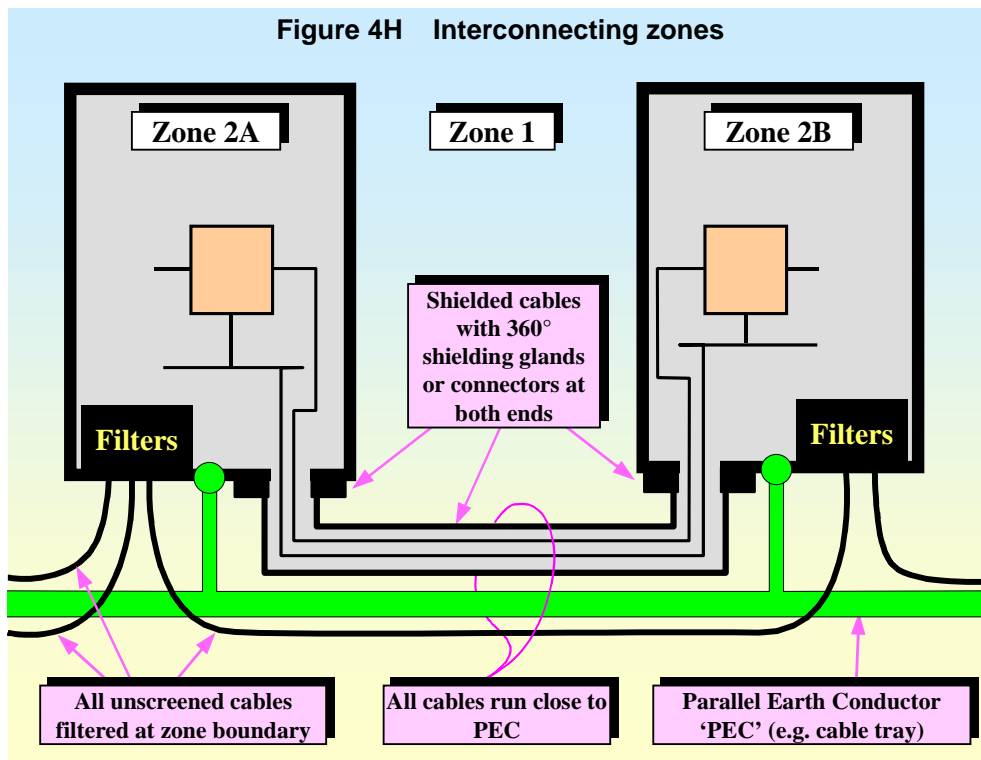 Figure 4H    Interconnecting zones
Zone 2A
Zone 1
Zone 2B
Shielded cables
with 360°
shielding glands
or connectors at
both ends
Filters
Filters
All unscreened cables
filtered at zone boundary
All cables run close to
PEC
Parallel Earth Conductor
‘PEC’ (e.g. cable tray)